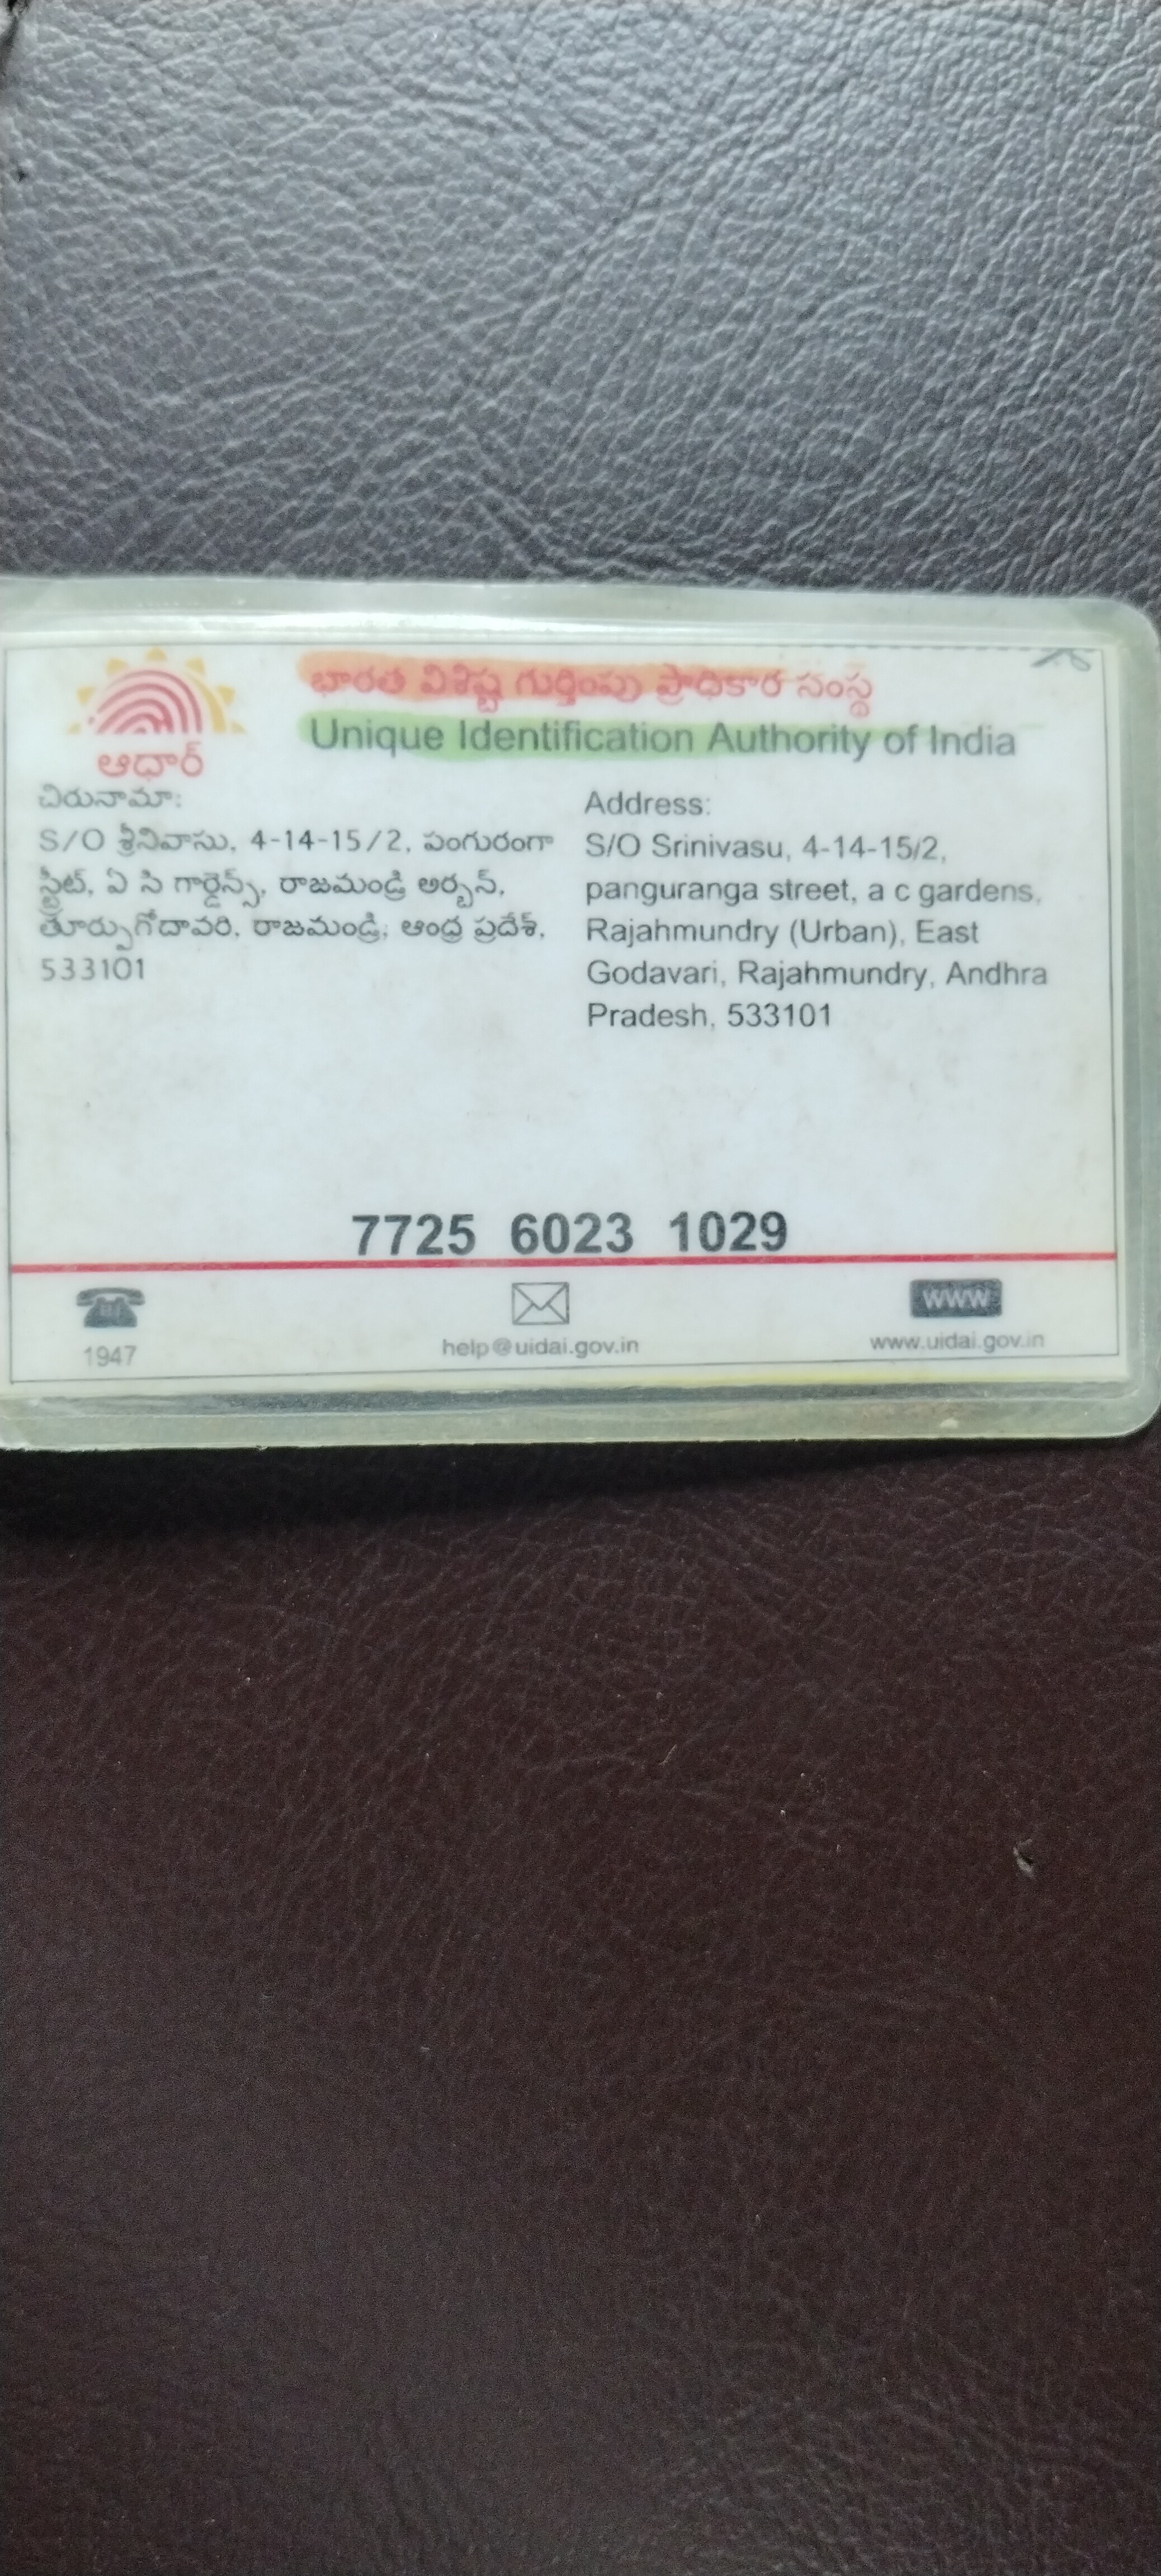 భారత విశిష్ట గుర్తింపు ప్రాధికార సంస్థ
Unique Identification Authority of India
ఆధార్
చిరునామా:
S/O శ్రీనివాసు, 4-14-15/2, పంగురంగా
స్ట్రీట్, ఏ సి గార్డెన్స్, రాజమండ్రి అర్బన్,
తూర్పుగోదావరి, రాజమండ్రి, ఆంధ్ర ప్రదేశ్,
533101
Address:
S/O Srinivasu, 4-14-15/2,
panguranga street, a c gardens,
Rajahmundry (Urban), East
Godavari, Rajahmundry, Andhra
Pradesh, 533101
7725 6023 1029
1947
help@uidai.gov.in
WWW
www.uidai.gov.in